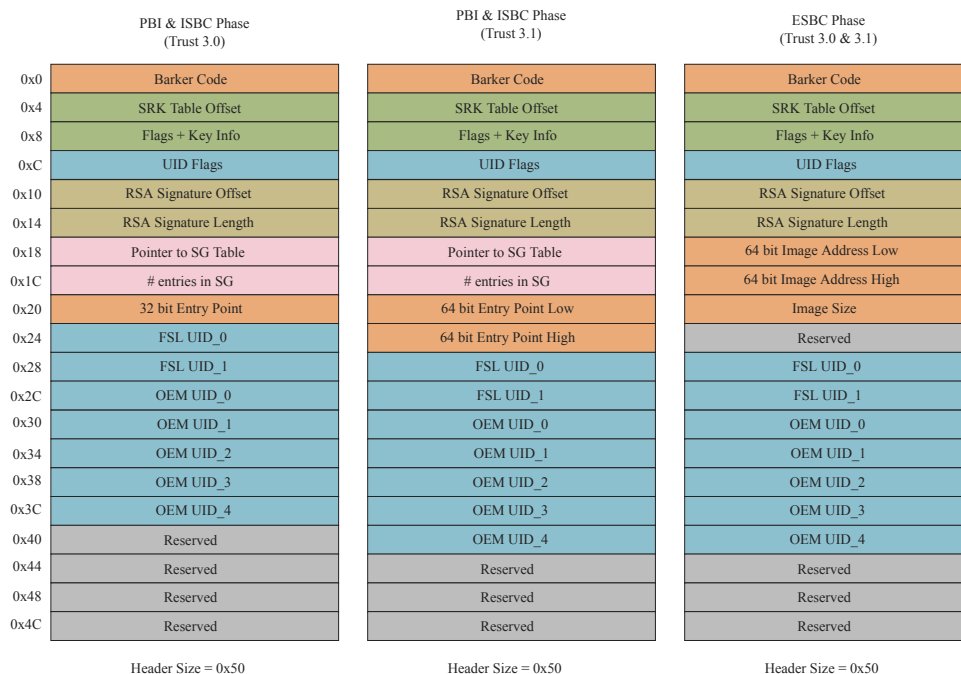 PBI & ISBC Phase
(Trust 3.0)
PBI & ISBC Phase
(Trust 3.1)
ESBC Phase
(Trust 3.0 & 3.1)
0x0 Barker Code Barker Code Barker Code
0x4 SRK Table Offset SRK Table Offset SRK Table Offset
0x8 Flags + Key Info Flags + Key Info Flags + Key Info
0xC UID Flags UID Flags UID Flags
0x10 RSA Signature Offset RSA Signature Offset RSA Signature Offset
0x14 RSA Signature Length RSA Signature Length RSA Signature Length
0x18 Pointer to SG Table Pointer to SG Table 64 bit Image Address Low
0x1C # entries in SG # entries in SG 64 bit Image Address High
0x20 32 bit Entry Point 64 bit Entry Point Low Image Size
0x24 FSL UID_0 64 bit Entry Point High Reserved
0x28 FSL UID_1 FSL UID_0 FSL UID_0
0x2C OEM UID_0 FSL UID_1 FSL UID_1
0x30 OEM UID_1 OEM UID_0 OEM UID_0
0x34 OEM UID_2 OEM UID_1 OEM UID_1
0x38 OEM UID_3 OEM UID_2 OEM UID_2
0x3C OEM UID_4 OEM UID_3 OEM UID_3
0x40 Reserved OEM UID_4 OEM UID_4
0x44 Reserved Reserved Reserved
0x48 Reserved Reserved Reserved
0x4C Reserved Reserved Reserved
Header Size = 0x50 Header Size = 0x50 Header Size = 0x50